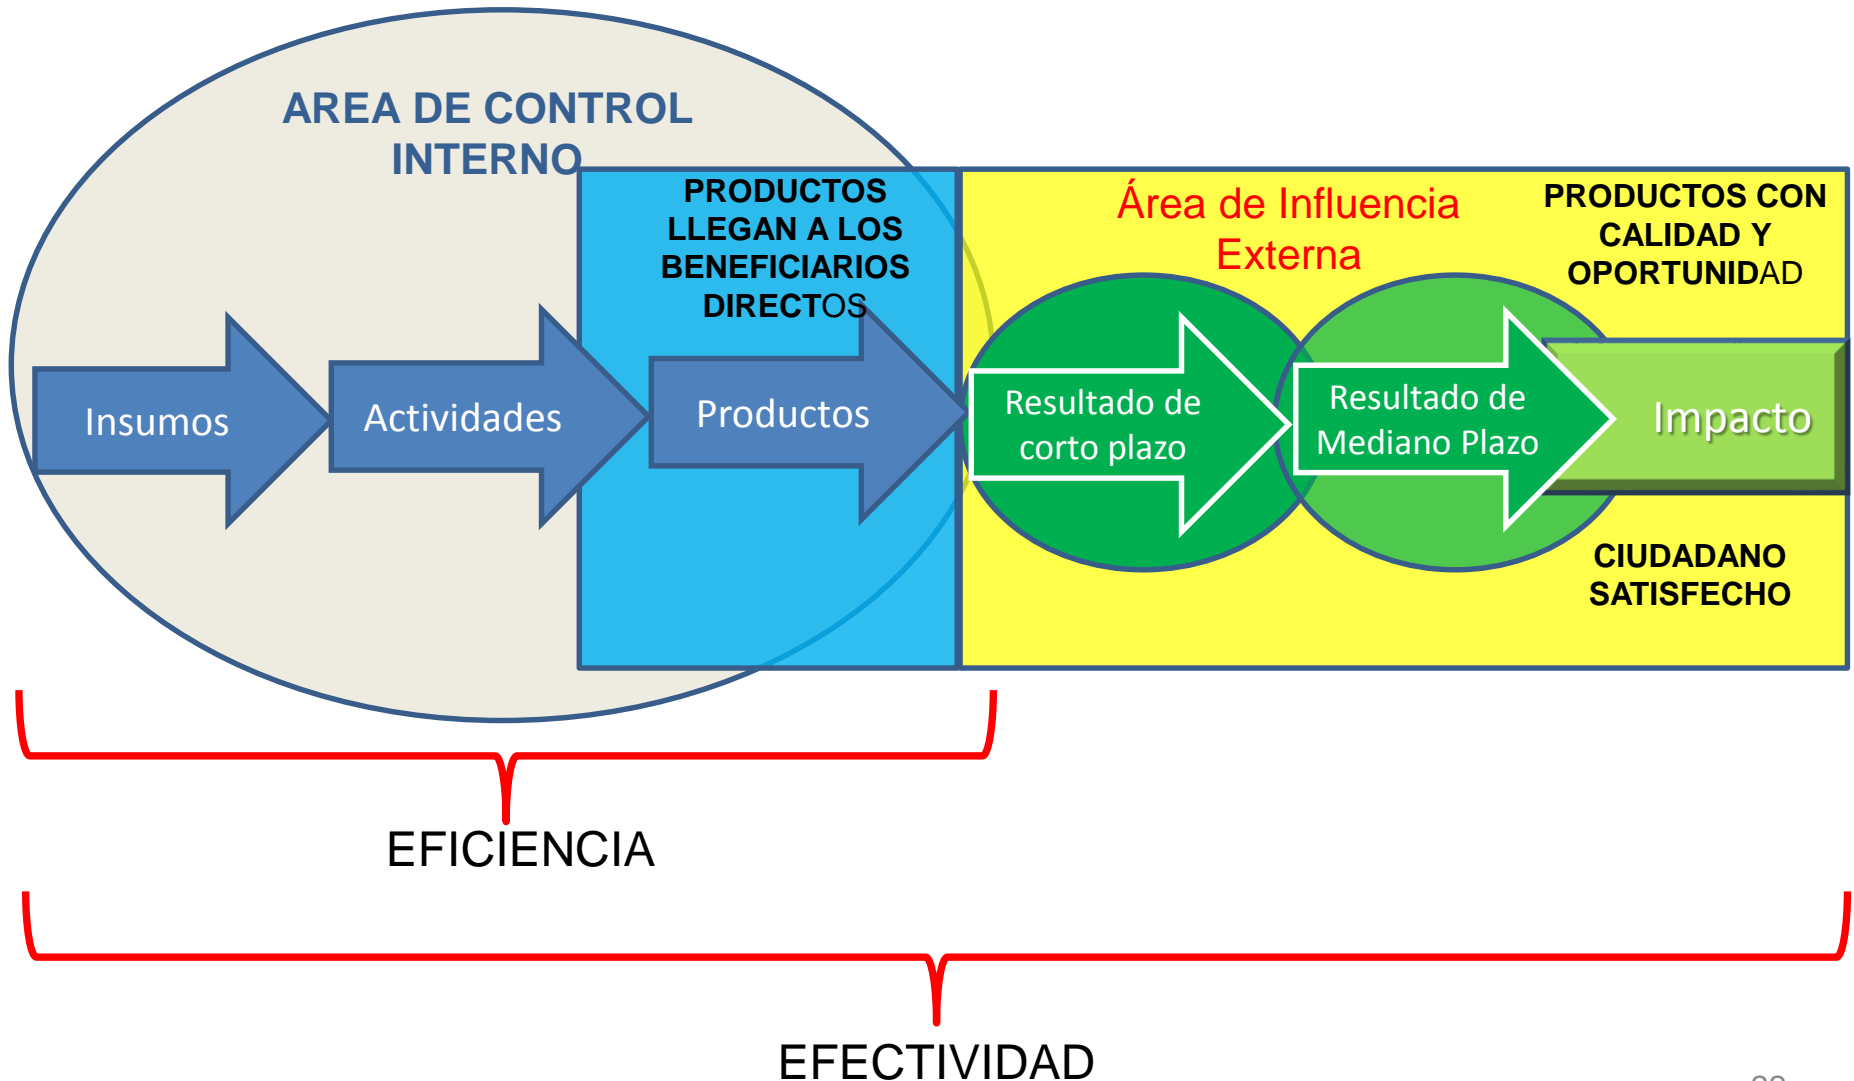 AREA DE CONTROL
INTERNO
PRODUCTOS
LLEGAN A LOS
BENEFICIARIOS
DIRECTOS
Área de Influencia
Externa
PRODUCTOS CON
CALIDAD Y
OPORTUNIDAD
Insumos
Actividades
Productos
Resultado de
corto plazo
Resultado de
Mediano Plazo
Impacto
CIUDADANO
SATISFECHO
EFICIENCIA
EFECTIVIDAD